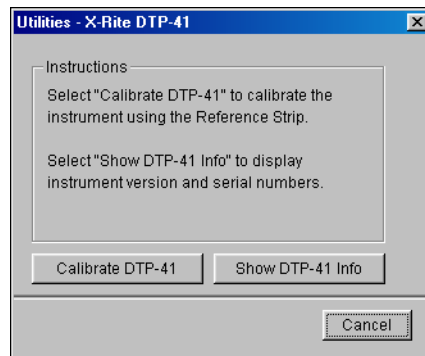 Utilities - X-Rite DTP-41
Instructions
Select "Calibrate DTP-41" to calibrate the
instrument using the Reference Strip.
Select "Show DTP-41 Info" to display
instrument version and serial numbers.
Calibrate DTP-41 Show DTP-41 Info
Cancel